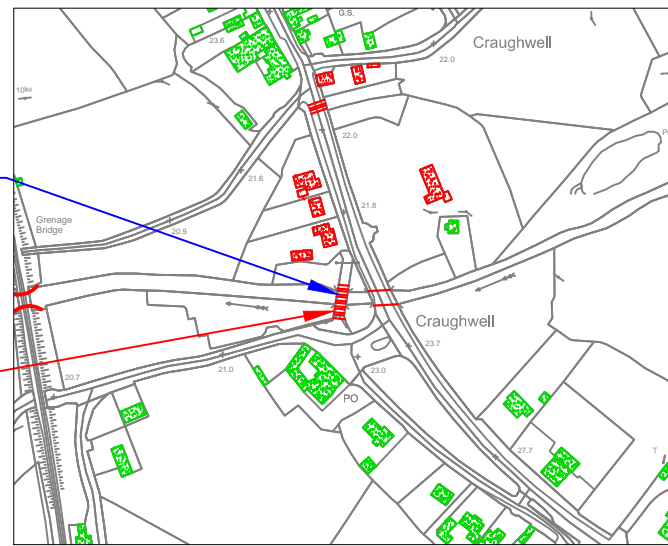 G.S.
23.6
Craughwell
22.0
10kv
22.0
21.6
21.8
Grenage
Bridge
20.9
Craughwell
23.7
21.0
23.0
20.7
PO
27.7
T